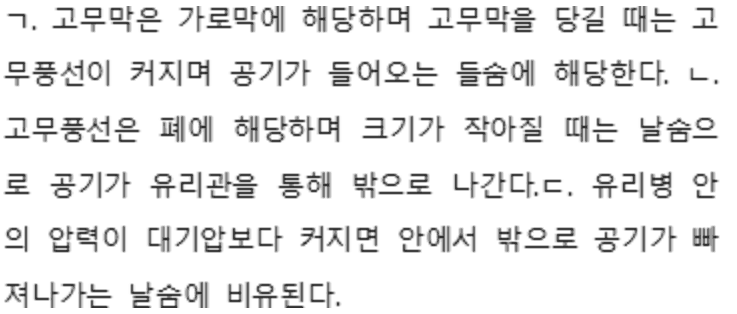 ㄱ. 고무막은 가로막에 해당하며 고무막을 당길 때는 고
무풍선이 커지며 공기가 들어오는 들숨에 해당한다. ㄴ.
고무풍선은 폐에 해당하며 크기가 작아질 때는 날숨으
로 공기가 유리관을 통해 밖으로 나간다.ㄷ. 유리병 안
의 압력이 대기압보다 커지면 안에서 밖으로 공기가 빠
져나가는 날숨에 비유된다.